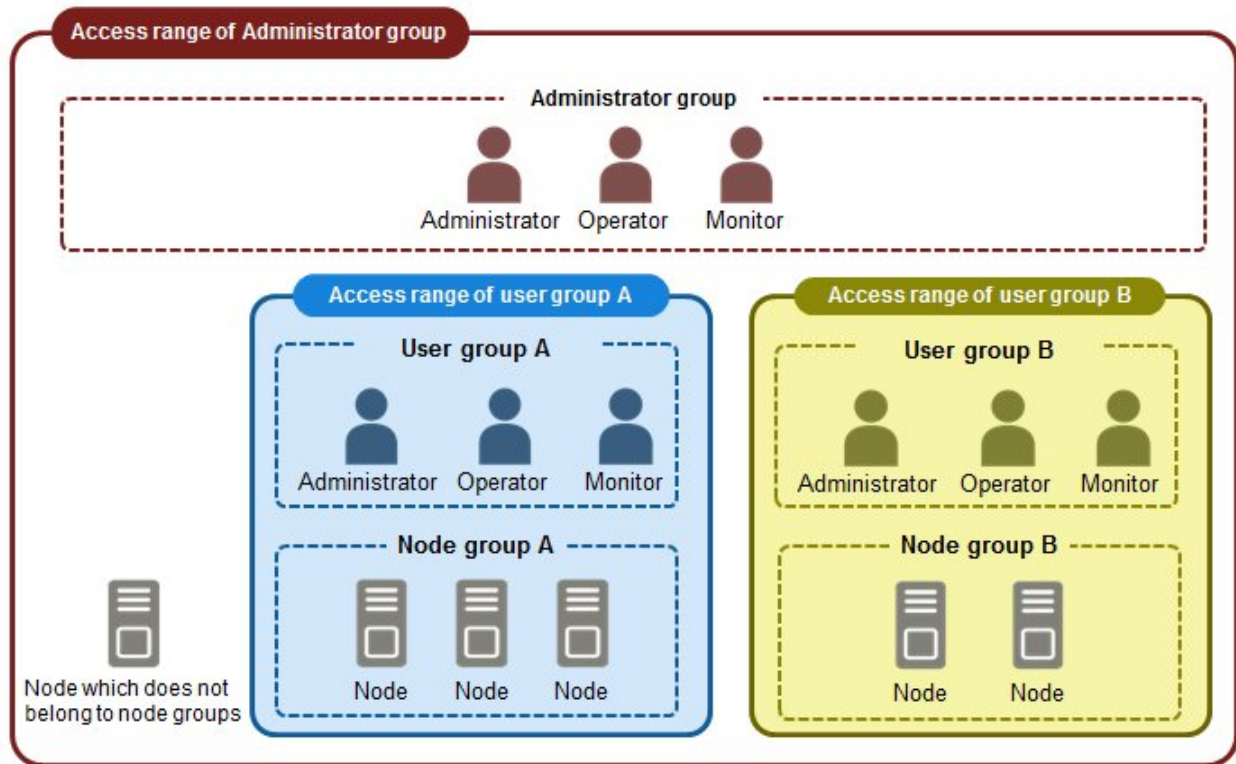 Access range of Administrator group
Administrator group
Administrator Operator Monitor
Access range of user group A
User group A
Administrator Operator Monitor
Node group A
Node Node Node
Access range of user group B
User group B
Administrator Operator Monitor
Node group B
Node Node
Node which does not
belong to node groups